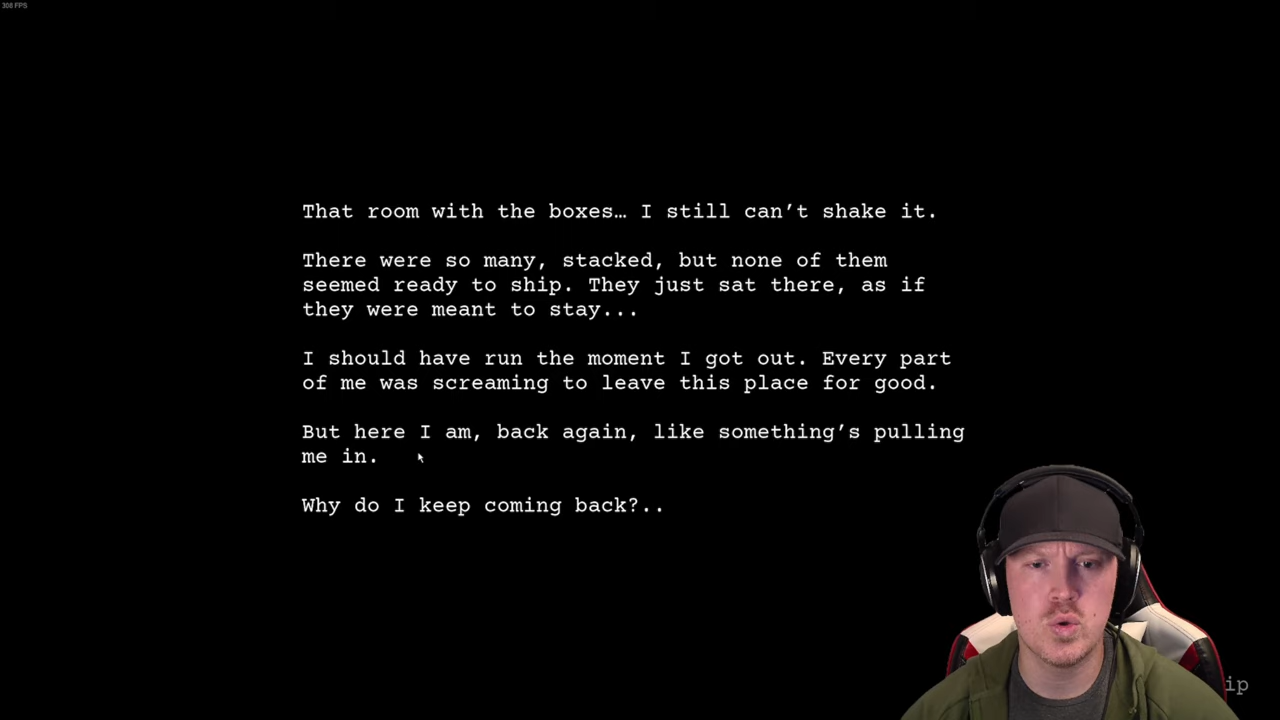 308 FPS
That room with the boxes… I still can’t shake it.
There were so many, stacked, but none of them
seemed ready to ship. They just sat there, as if
they were meant to stay...
I should have run the moment I got out. Every part
of me was screaming to leave this place for good.
But here I am, back again, like something’s pulling
me in.
Why do I keep coming back?..
ip